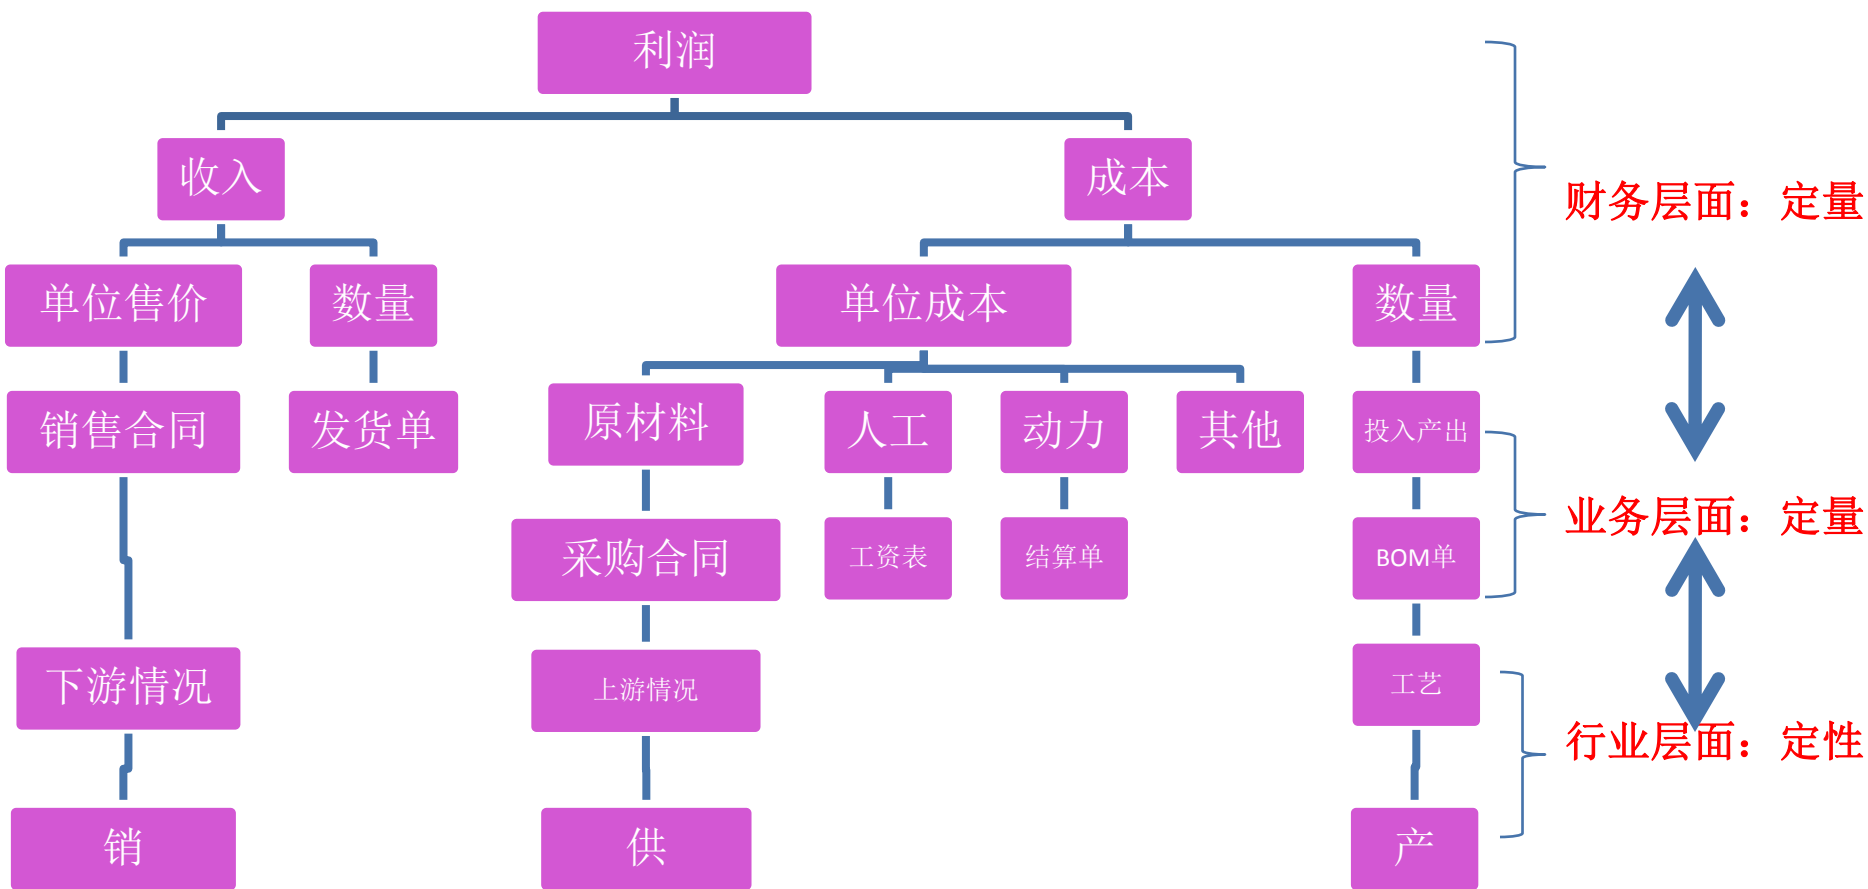 利润
收入
成本
财务层面：定量
单位售价
数量
单位成本
数量
销售合同
发货单
原材料
人工
动力
其他
投入产出
业务层面：定量
采购合同
工资表
结算单
BOM单
下游情况
上游情况
工艺
行业层面：定性
销
供
产